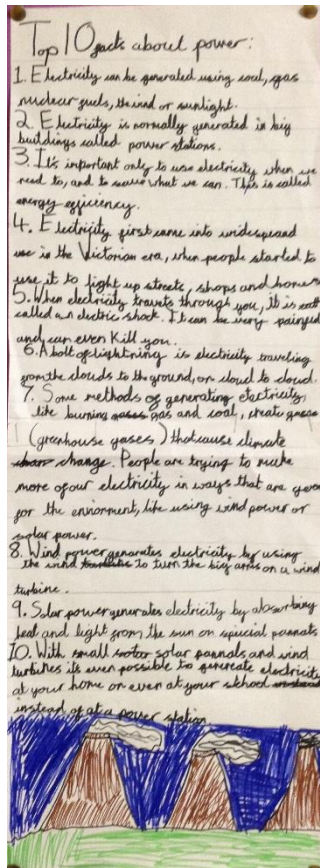 Top 10 facts about power:
1. Electricity can be generated using coal, gas
nuclear fuels, the ind or sunlight.
2. Electricity is normally generated in big
buildings called power stations.
3. It's important only to use electricity when we
need to, and to save what we can. This is called
energy efficiency.
4. Electricity first came into widespread
use in the Victorian era, when people started to
use it to light up streets, shops and homes
5. When electricity travels through you, it is
called an electric shock. It can be very painful
and can even kill you.
6. A bolt of lightning is electricity traveling
from the clouds to the ground, or cloud to cloud.
7. Some methods of generating electricity,
like burning gas and coal, create
(greenhouse gases) that cause climate
change. People are trying to make
more of our electricity in ways that are
for the enironment, like using wind power or
solar power.
8. Wind power genarates electricity by using
the wind to turn the big arms on a wind
turbine.
9. Solar power generates electricity by absorbing
heat and light from the sun on special pannals.
10. With small solar pannals and wind
turbines its even possible to genereate electricity
at your home or even at your skhool
instead of at a power station.